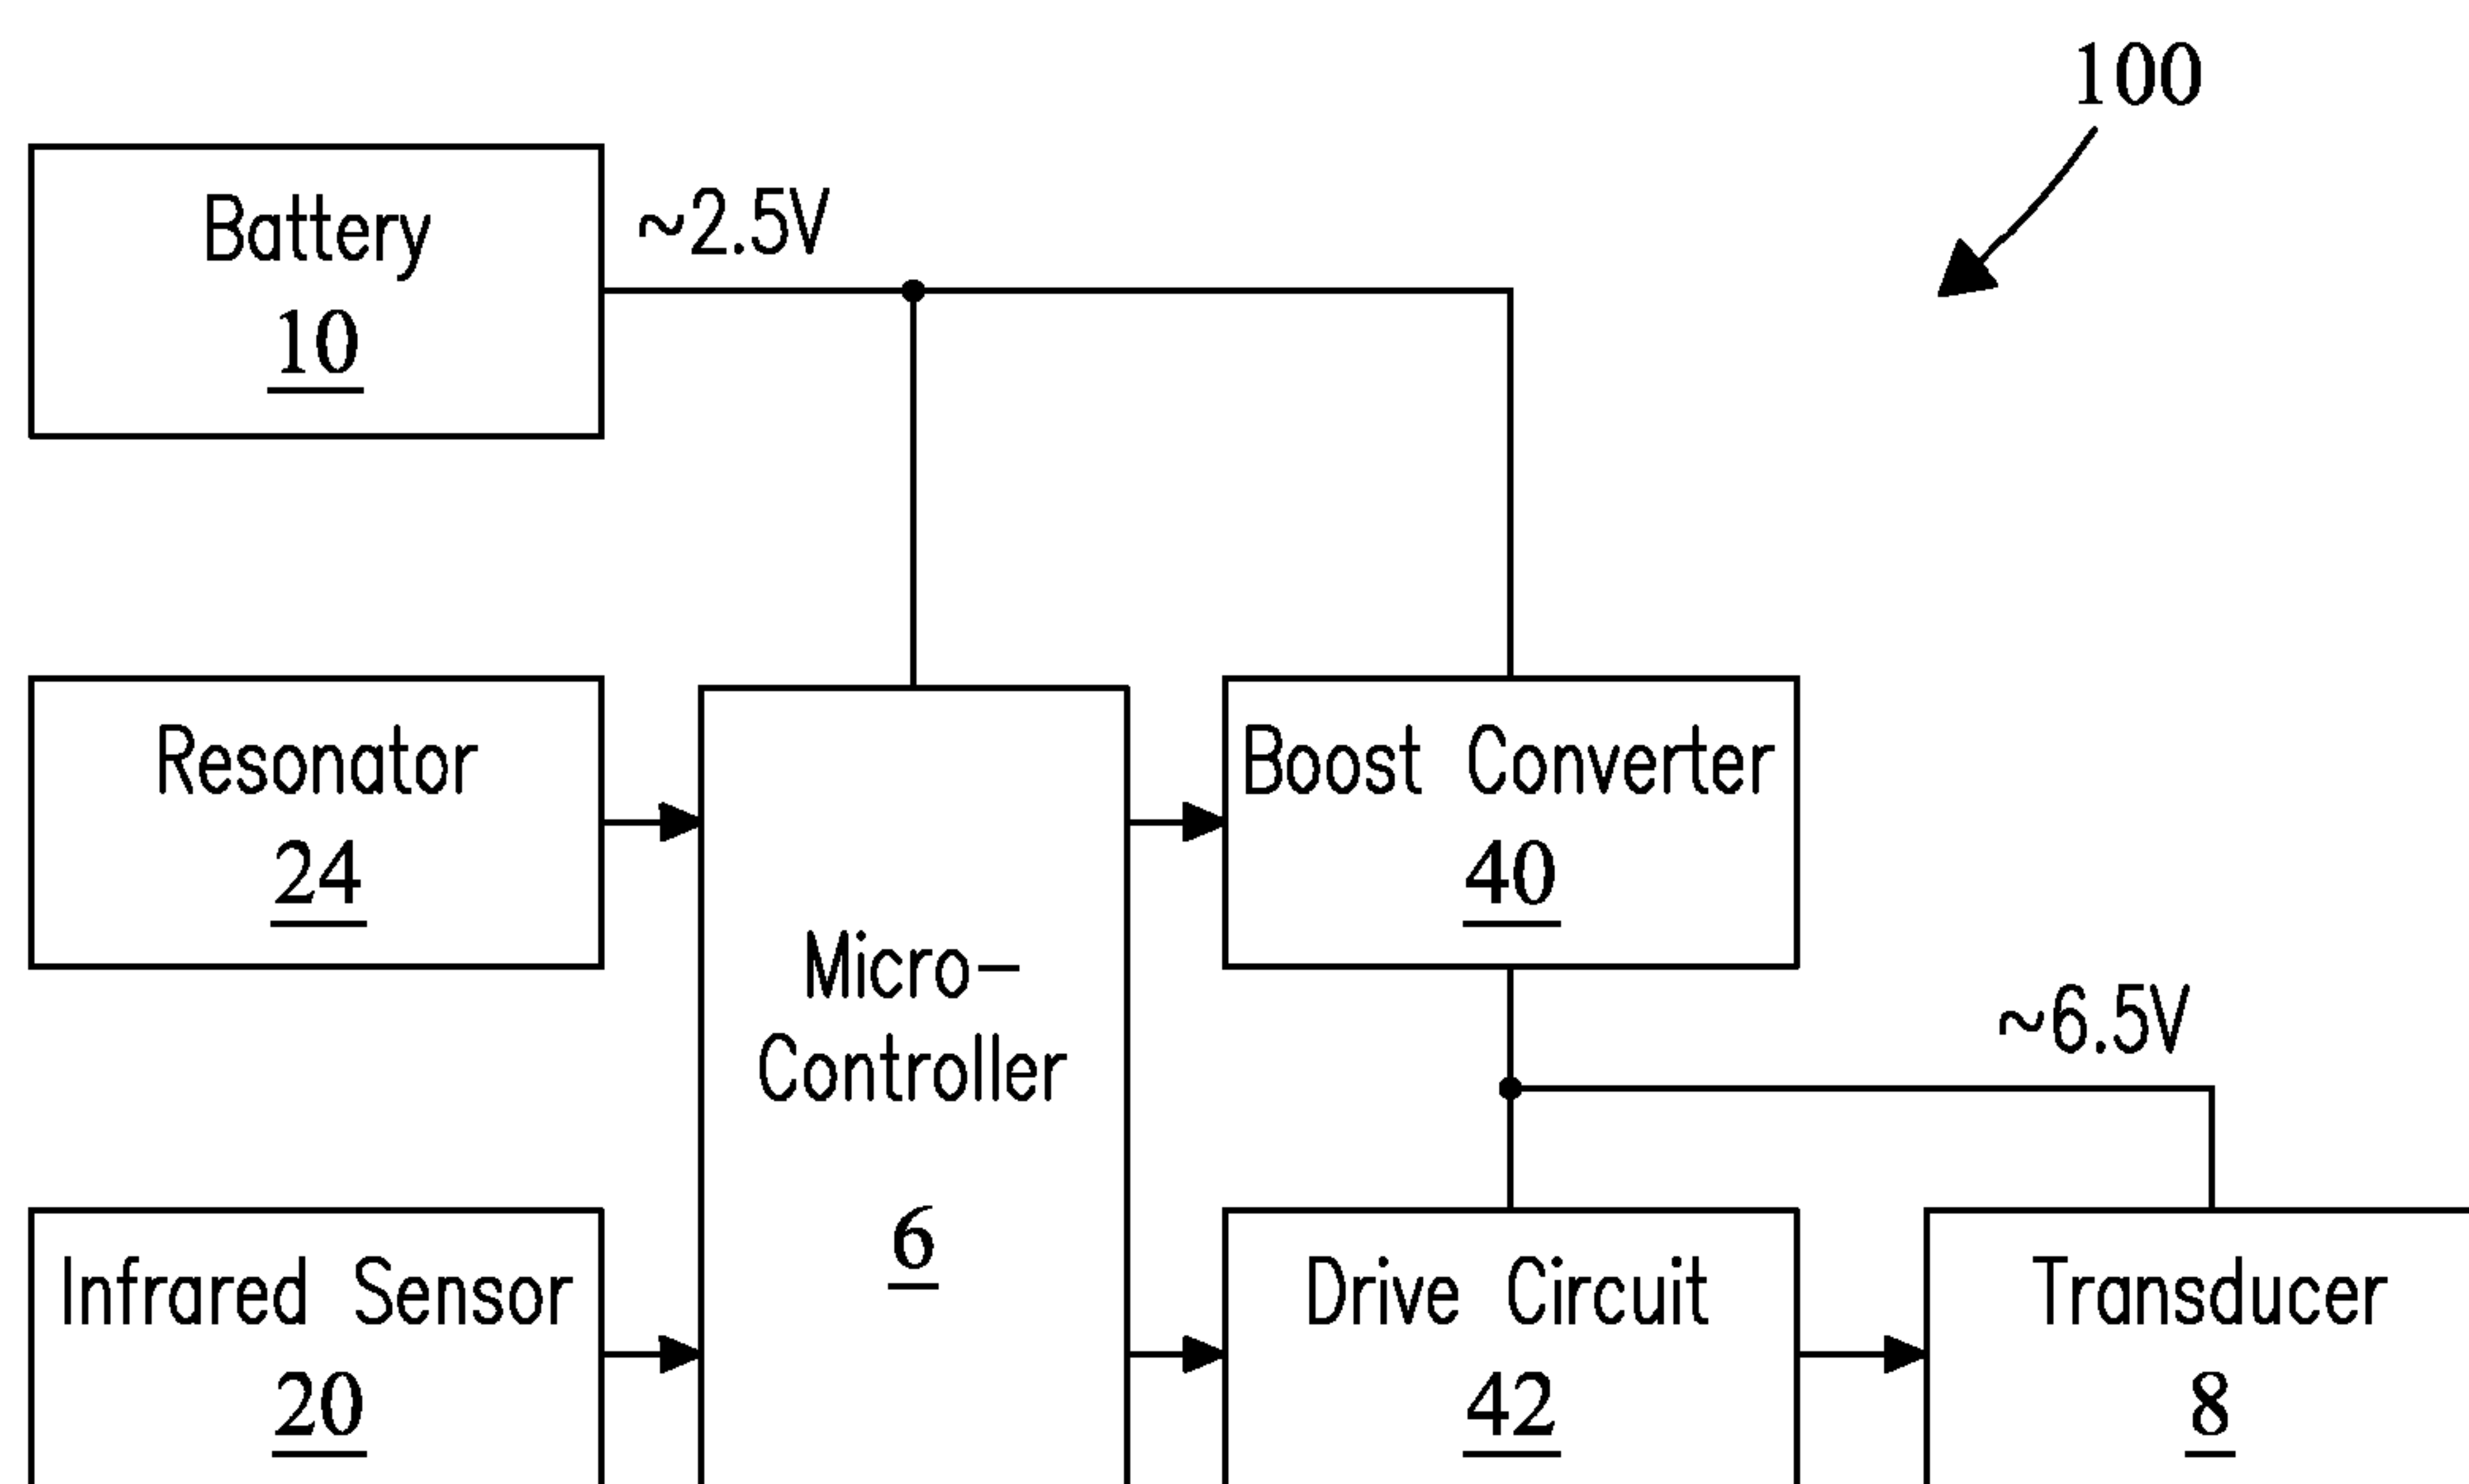 100
Battery
10
~2.5V
Resonator
24
Micro-
Controller
6
Boost Converter
40
~6.5V
Infrared Sensor
20
Drive Circuit
42
Transducer
8